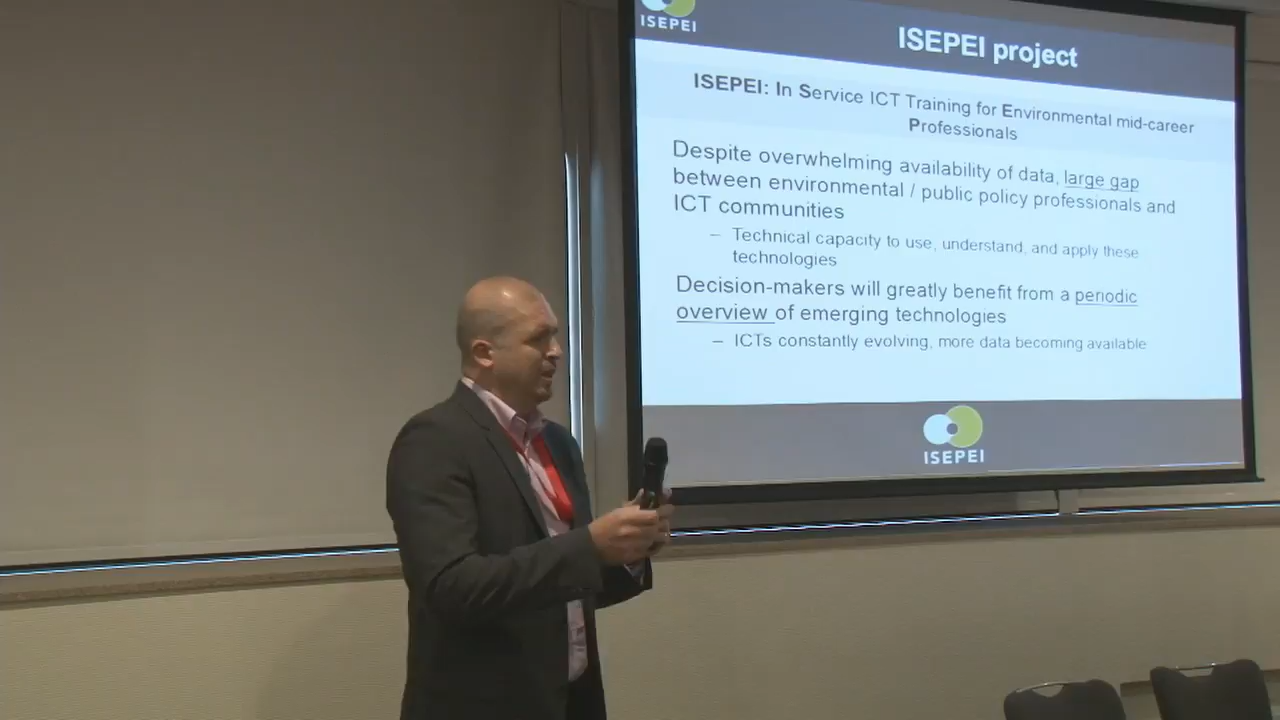 ISEPEI
ISEPEI project
ISEPEI: In Service ICT Training for Environmental mid-career
Professionals
Despite overwhelming availability of data, large gap
between environmental / public policy professionals and
ICT communities
– Technical capacity to use, understand, and apply these
technologies
Decision-makers will greatly benefit from a periodic
overview of emerging technologies
– ICTs constantly evolving, more data becoming available
ISEPEI